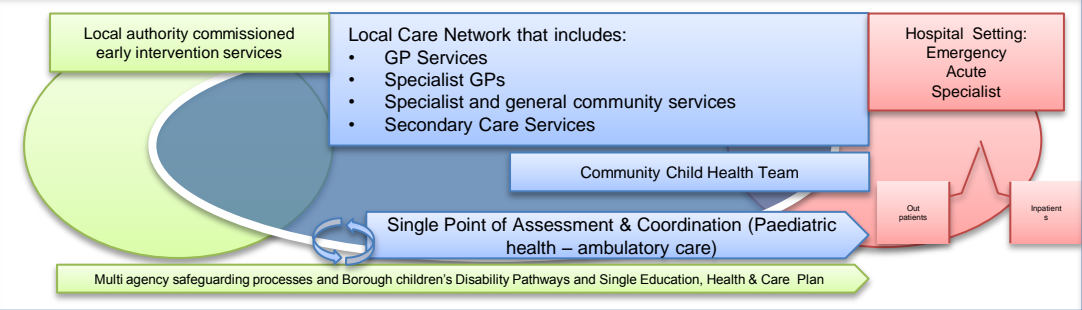 Local authority commissioned
early intervention services
Local Care Network that includes:
• GP Services
• Specialist GPs
• Specialist and general community services
• Secondary Care Services
Hospital Setting:
Emergency
Acute
Specialist
Community Child Health Team
Out
patients
Inpatient
s
Single Point of Assessment & Coordination (Paediatric
health – ambulatory care)
Multi agency safeguarding processes and Borough children's Disability Pathways and Single Education, Health & Care Plan